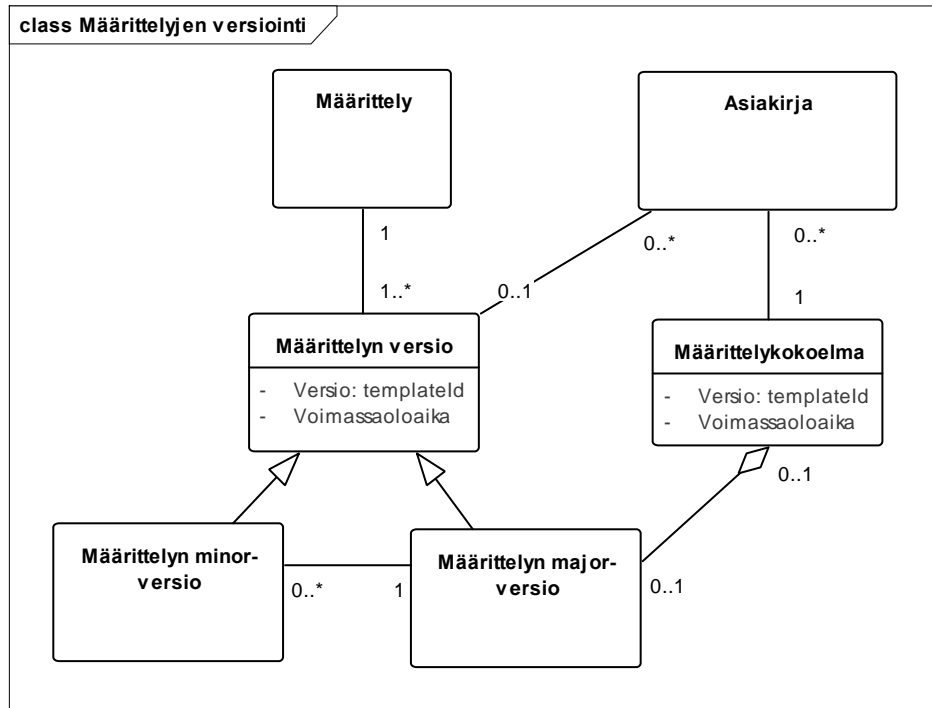 class Määrittelyjen versiointi
Määrittely
Asiakirja
1
0..*
0..*
1..*
0..1
1
Määrittelyn versio
- Versio: templateId
- Voimassaoloaika
Määrittelykokoelma
- Versio: templateId
- Voimassaoloaika
0..1
Määrittelyn minor-
versio
Määrittelyn major-
versio
0..*
1
0..1